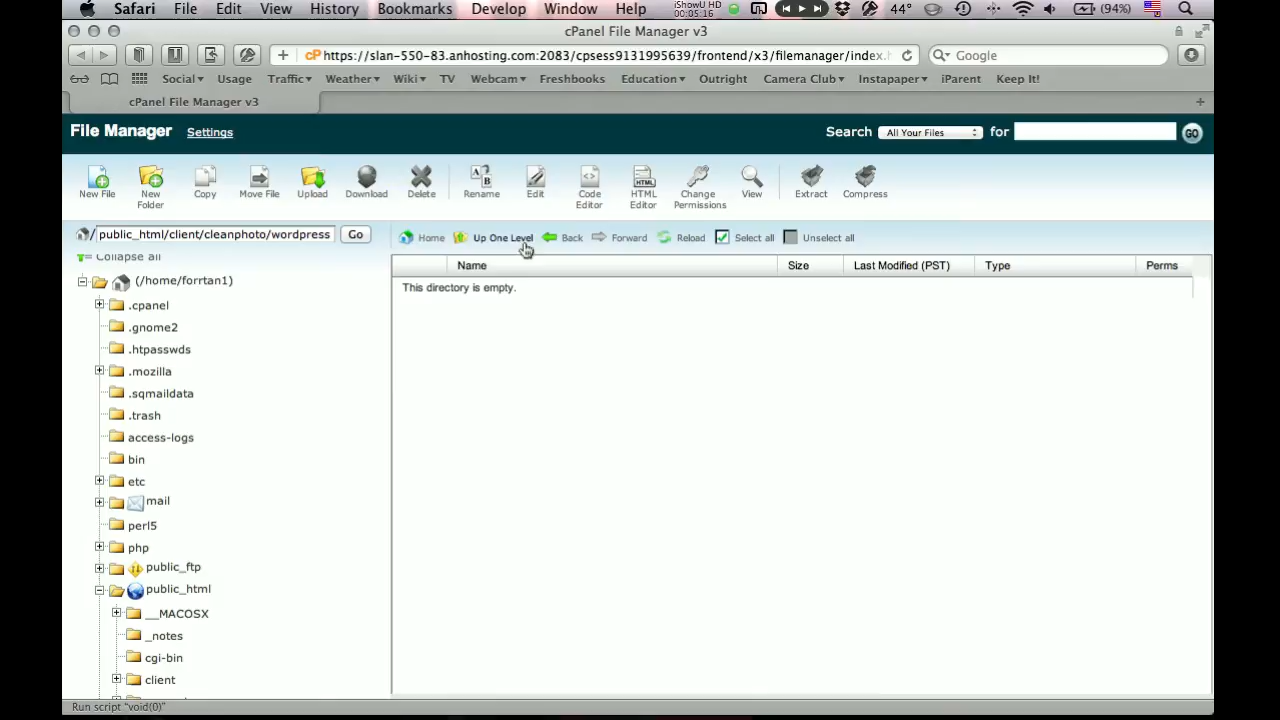 Safari File Edit View History Bookmarks Develop Window Help iShowU HD 00:05:16 44° (94%)
cPanel File Manager v3
https://slan-550-83.anhosting.com:2083/cpsess9131995639/frontend/x3/filemanager/index.h Google
Social Usage Traffic Weather Wiki TV Webcam Freshbooks Education Outright Camera Club Instapaper iParent Keep It!
cPanel File Manager v3
File Manager Settings Search All Your Files for GO
New File New Folder Copy Move File Upload Download Delete Rename Edit Code Editor HTML Editor Change Permissions View Extract Compress
/ public_html/client/cleanphoto/wordpress Go Home Up One Level Back Forward Reload Select all Unselect all
Collapse all
Name Size Last Modified (PST) Type Perms
(/home/forrtan1)
This directory is empty.
.cpanel
.gnome2
.htpasswds
.mozilla
.sqmaildata
.trash
access-logs
bin
etc
mail
perl5
php
public_ftp
public_html
__MACOSX
_notes
cgi-bin
client
Run script "void(0)"